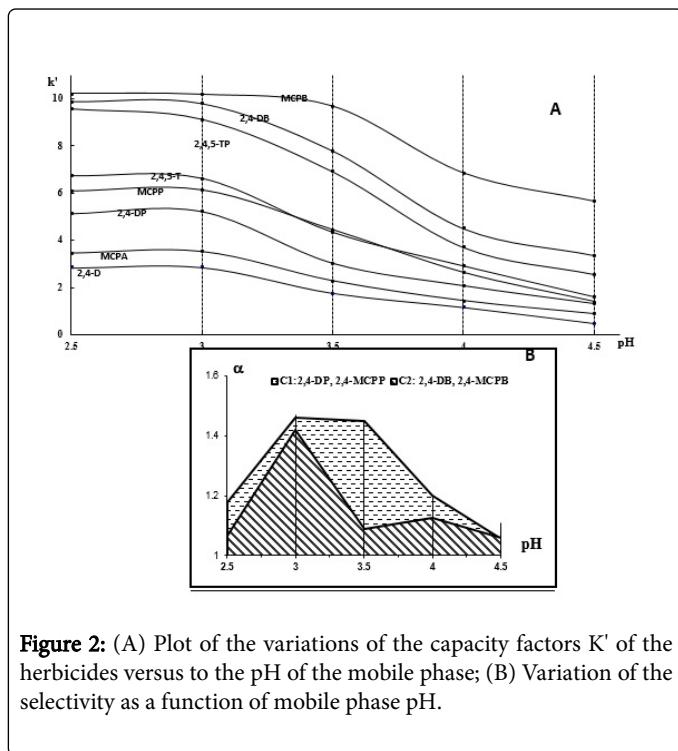 k'
10
8
6
4
2
0
MCPB
A
2,4-DB
2,4,5-TP
2,4,5-T
MCPP
2,4-DP
MCPA
2,4-D
2.5
3
3.5
4
4.5
pH
B
α
C1:2,4-DP, 2,4-MCPP C2: 2,4-DB, 2,4-MCPB
1.6
1.4
1.2
1
pH
2.5
3
3.5
4
4.5
Figure 2: (A) Plot of the variations of the capacity factors K' of the
herbicides versus to the pH of the mobile phase; (B) Variation of the
selectivity as a function of mobile phase pH.